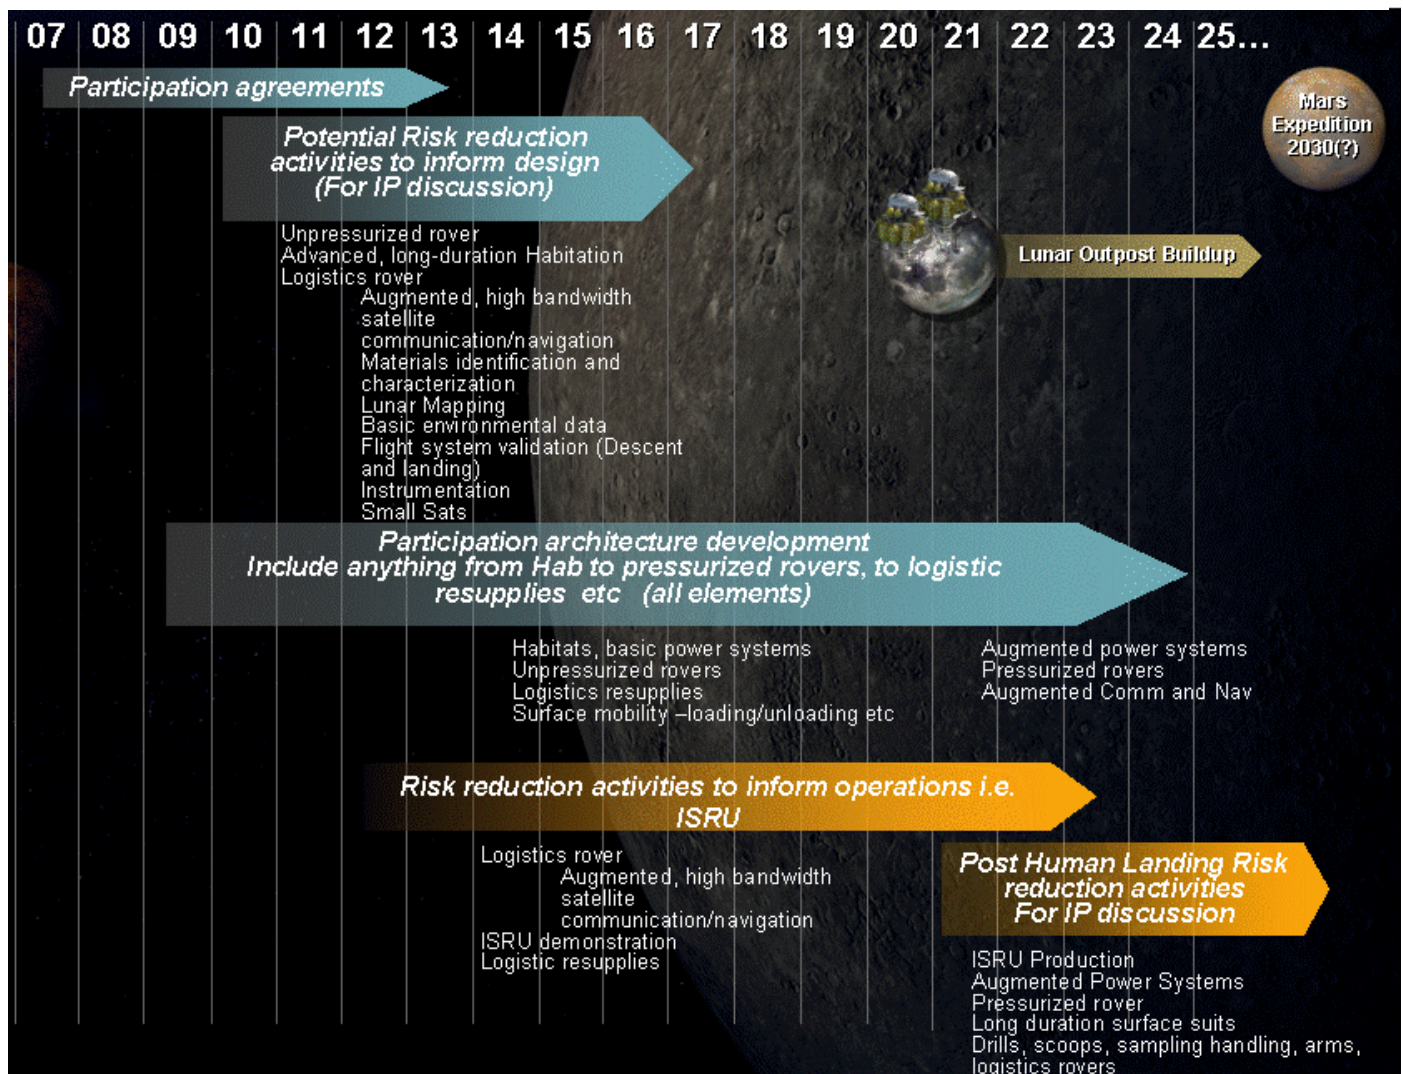 07 08 09 10 11 12 13 14 15 16 17 18 19 20 21 22 23 24 25...
Participation agreements
Mars
Expedition
2030(?)
Potential Risk reduction
activities to inform design
(For IP discussion)
Unpressurized rover
Advanced, long-duration Habitation
Logistics rover
Augmented, high bandwidth
satellite
communication/navigation
Materials identification and
characterization
Lunar Mapping
Basic environmental data
Flight system validation (Descent
and landing)
Instrumentation
Small Sats
Lunar Outpost Buildup
Participation architecture development
Include anything from Hab to pressurized rovers, to logistic
resupplies etc (all elements)
Habitats, basic power systems
Unpressurized rovers
Logistics resupplies
Surface mobility –loading/unloading etc
Augmented power systems
Pressurized rovers
Augmented Comm and Nav
Risk reduction activities to inform operations i.e.
ISRU
Logistics rover
Augmented, high bandwidth
satellite
communication/navigation
ISRU demonstration
Logistic resupplies
Post Human Landing Risk
reduction activities
For IP discussion
ISRU Production
Augmented Power Systems
Pressurized rover
Long duration surface suits
Drills, scoops, sampling handling, arms,
logistics rovers